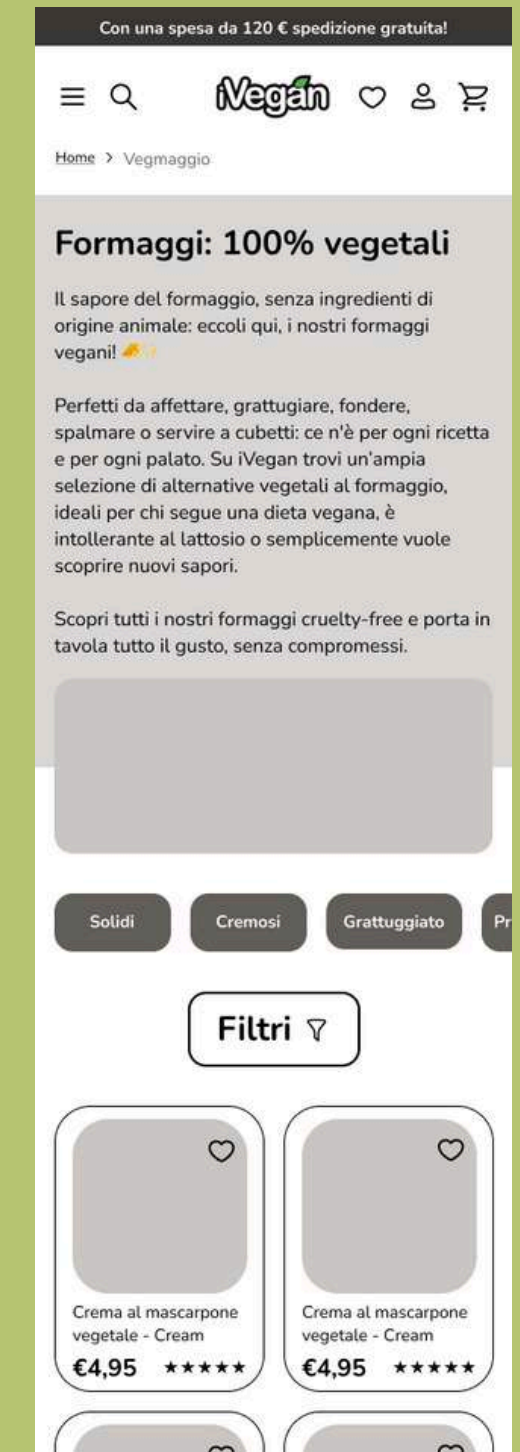 Con una spesa da 120 € spedizione gratuita!
iVegan
Home > Vegmaggio
Formaggi: 100% vegetali
Il sapore del formaggio, senza ingredienti di
origine animale: eccoli qui, i nostri formaggi
vegani! 🧀✨
Perfetti da affettare, grattugiare, fondere,
spalmare o servire a cubetti: ce n'è per ogni ricetta
e per ogni palato. Su iVegan trovi un'ampia
selezione di alternative vegetali al formaggio,
ideali per chi segue una dieta vegana, è
intollerante al lattosio o semplicemente vuole
scoprire nuovi sapori.
Scopri tutti i nostri formaggi cruelty-free e porta in
tavola tutto il gusto, senza compromessi.
Solidi Cremosi Grattuggiato Pr
Filtri
Crema al mascarpone
vegetale - Cream
€4,95 ★★★★★
Crema al mascarpone
vegetale - Cream
€4,95 ★★★★★